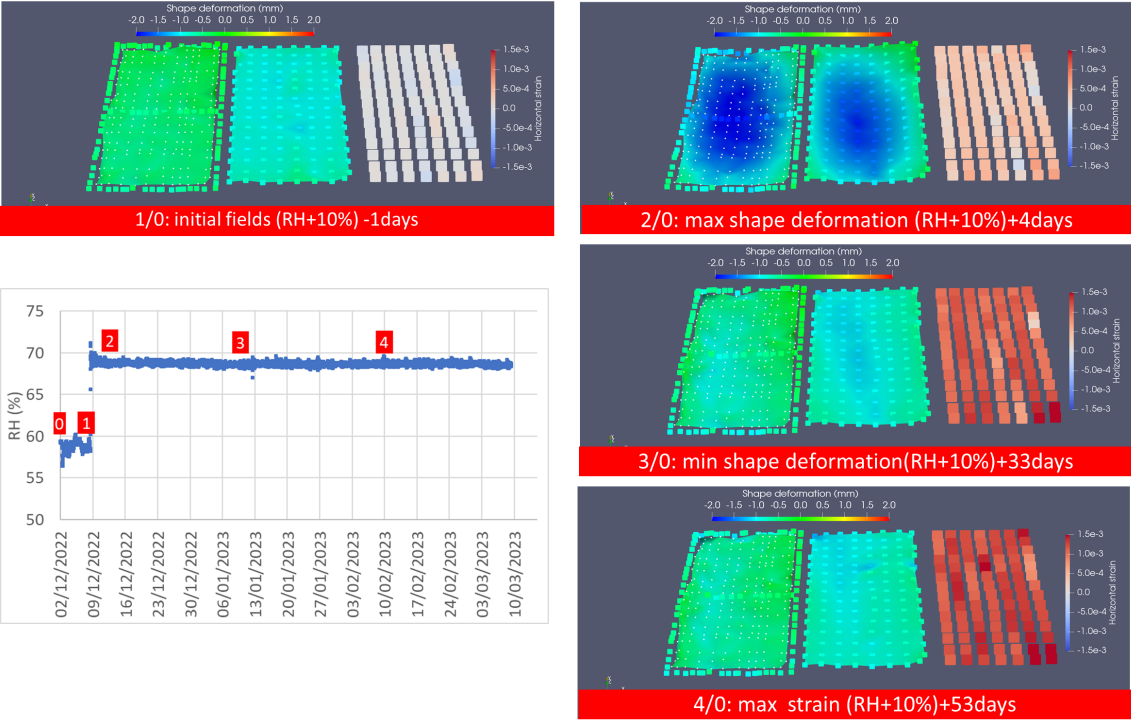 Shape deformation (mm)
-2.0 -1.5 -1.0 -0.5 0.0 0.5 1.0 1.5 2.0
1.5e-3
1.0e-3
5.0e-4
0.0
-5.0e-4
-1.0e-3
-1.5e-3
Horizontal strain
1/0: initial fields (RH+10%) -1days
Shape deformation (mm)
-2.0 -1.5 -1.0 -0.5 0.0 0.5 1.0 1.5 2.0
1.5e-3
1.0e-3
5.0e-4
0.0
-5.0e-4
-1.0e-3
-1.5e-3
Horizontal strain
2/0: max shape deformation (RH+10%)+4days
75
70
65
60
55
50
RH (%)
0
1
2
3
4
02/12/2022
09/12/2022
16/12/2022
23/12/2022
30/12/2022
06/01/2023
13/01/2023
20/01/2023
27/01/2023
03/02/2023
10/02/2023
17/02/2023
24/02/2023
03/03/2023
10/03/2023
Shape deformation (mm)
-2.0 -1.5 -1.0 -0.5 0.0 0.5 1.0 1.5 2.0
1.5e-3
1.0e-3
5.0e-4
0.0
-5.0e-4
-1.0e-3
-1.5e-3
Horizontal strain
3/0: min shape deformation(RH+10%)+33days
Shape deformation (mm)
-2.0 -1.5 -1.0 -0.5 0.0 0.5 1.0 1.5 2.0
1.5e-3
1.0e-3
5.0e-4
0.0
-5.0e-4
-1.0e-3
-1.5e-3
Horizontal strain
4/0: max strain (RH+10%)+53days